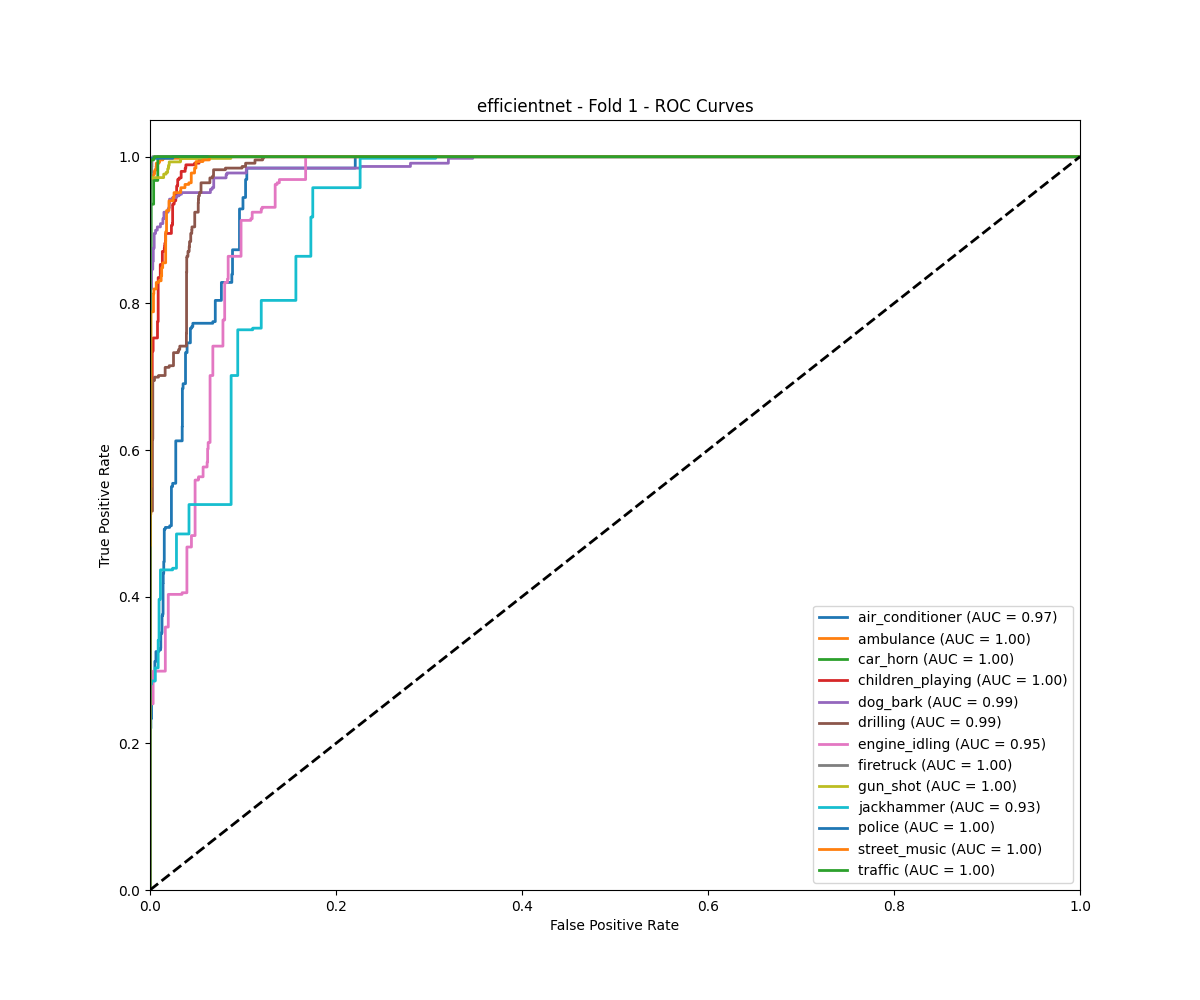 efficientnet - Fold 1 - ROC Curves
True Positive Rate
1.0
0.8
0.6
0.4
0.2
0.0
0.0 0.2 0.4 0.6 0.8 1.0
False Positive Rate
air_conditioner (AUC = 0.97)
ambulance (AUC = 1.00)
car_horn (AUC = 1.00)
children_playing (AUC = 1.00)
dog_bark (AUC = 0.99)
drilling (AUC = 0.99)
engine_idling (AUC = 0.95)
firetruck (AUC = 1.00)
gun_shot (AUC = 1.00)
jackhammer (AUC = 0.93)
police (AUC = 1.00)
street_music (AUC = 1.00)
traffic (AUC = 1.00)